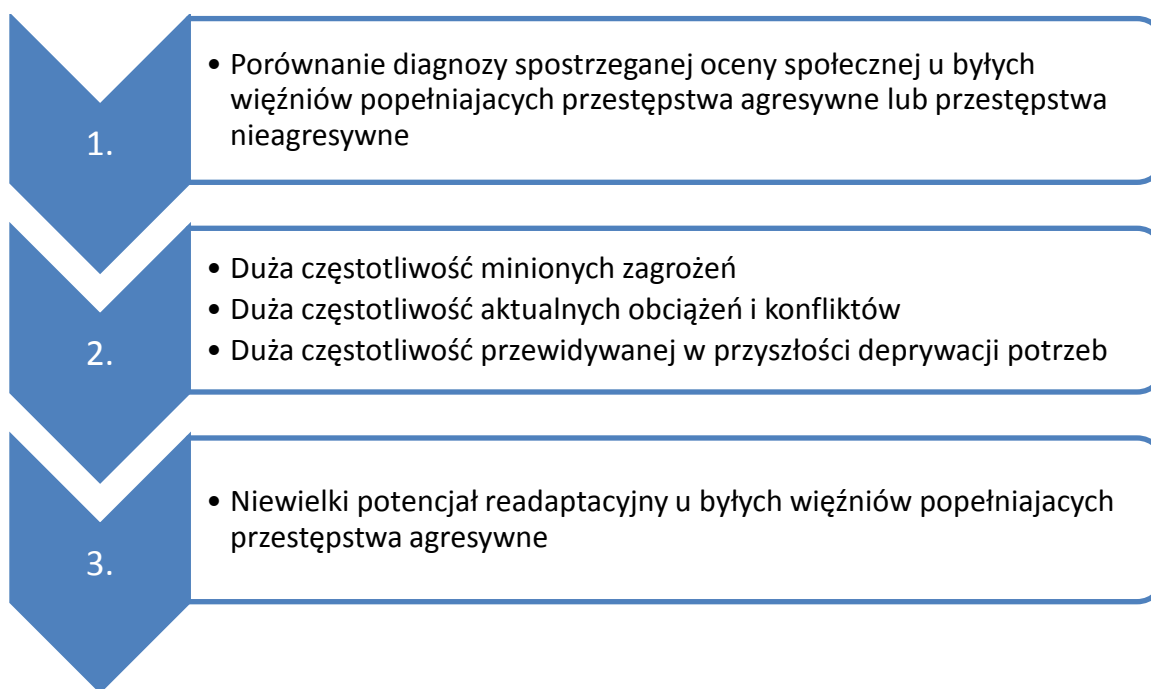 1.
• Porównanie diagnozy spostrzeganej oceny społecznej u byłych
więźniów popełniajacych przestępstwa agresywne lub przestępstwa
nieagresywne
2.
• Duża częstotliwość minionych zagrożeń
• Duża częstotliwość aktualnych obciążeń i konfliktów
• Duża częstotliwość przewidywanej w przyszłości deprywacji potrzeb
3.
• Niewielki potencjał readaptacyjny u byłych więźniów popełniajacych
przestępstwa agresywne